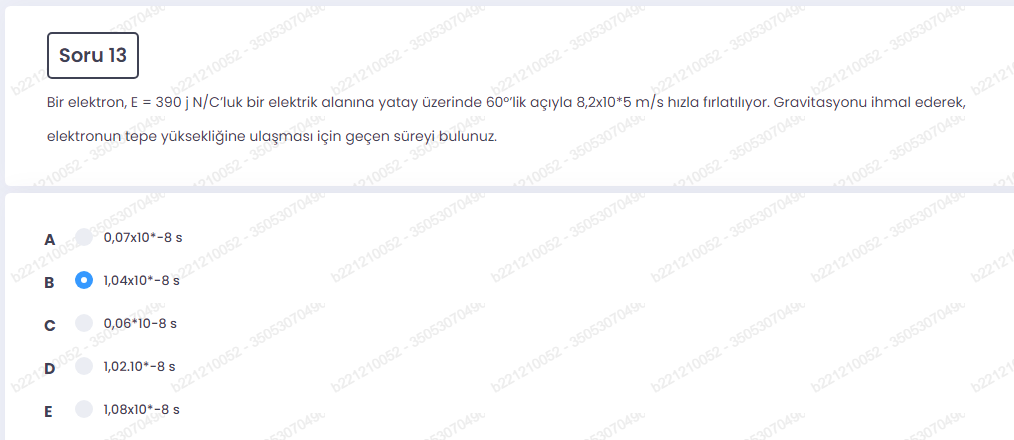 Soru 13
Bir elektron, E = 390 j N/C'luk bir elektrik alanına yatay üzerinde 60°'lik açıyla 8,2x10*5 m/s hızla fırlatılıyor. Gravitasyonu ihmal ederek,
elektronun tepe yüksekliğine ulaşması için geçen süreyi bulunuz.
A 0,07x10*-8 s
B 1,04x10*-8 s
C 0,06*10-8 s
D 1,02.10*-8 s
E 1,08x10*-8 s